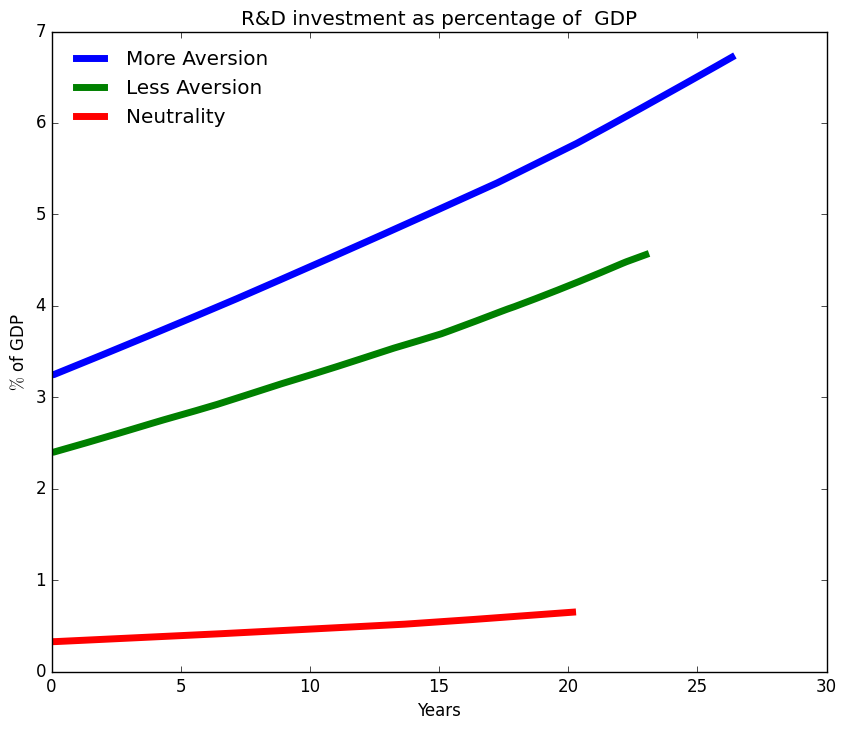 R&D investment as percentage of  GDP
7
More Aversion
Less Aversion
Neutrality
6
5
4
3
2
1
0
% of GDP
0 5 10 15 20 25 30
Years